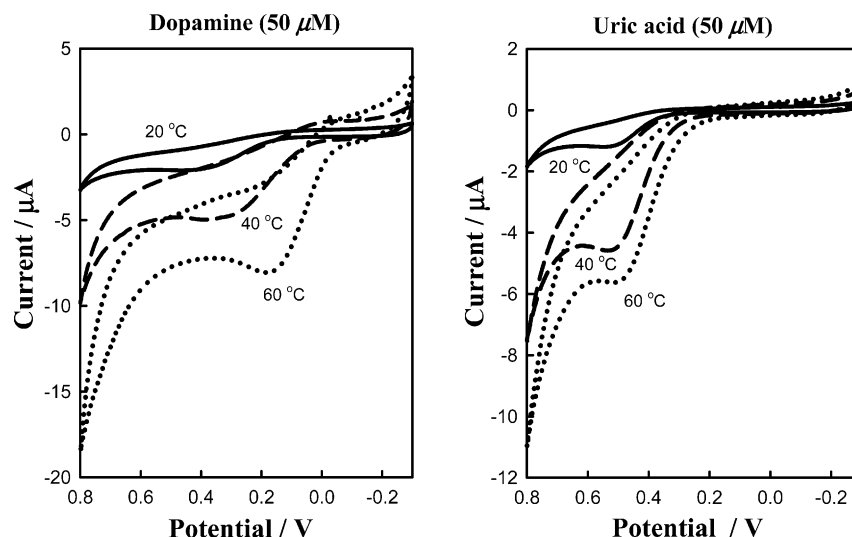 Dopamine (50 μM)
5
0
-5
-10
-15
-20
Current / μA
20 °C
40 °C
60 °C
0.8 0.6 0.4 0.2 0.0 -0.2
Potential / V
Uric acid (50 μM)
2
0
-2
-4
-6
-8
-10
-12
Current / μA
20 °C
40 °C
60 °C
0.8 0.6 0.4 0.2 0.0 -0.2
Potential / V